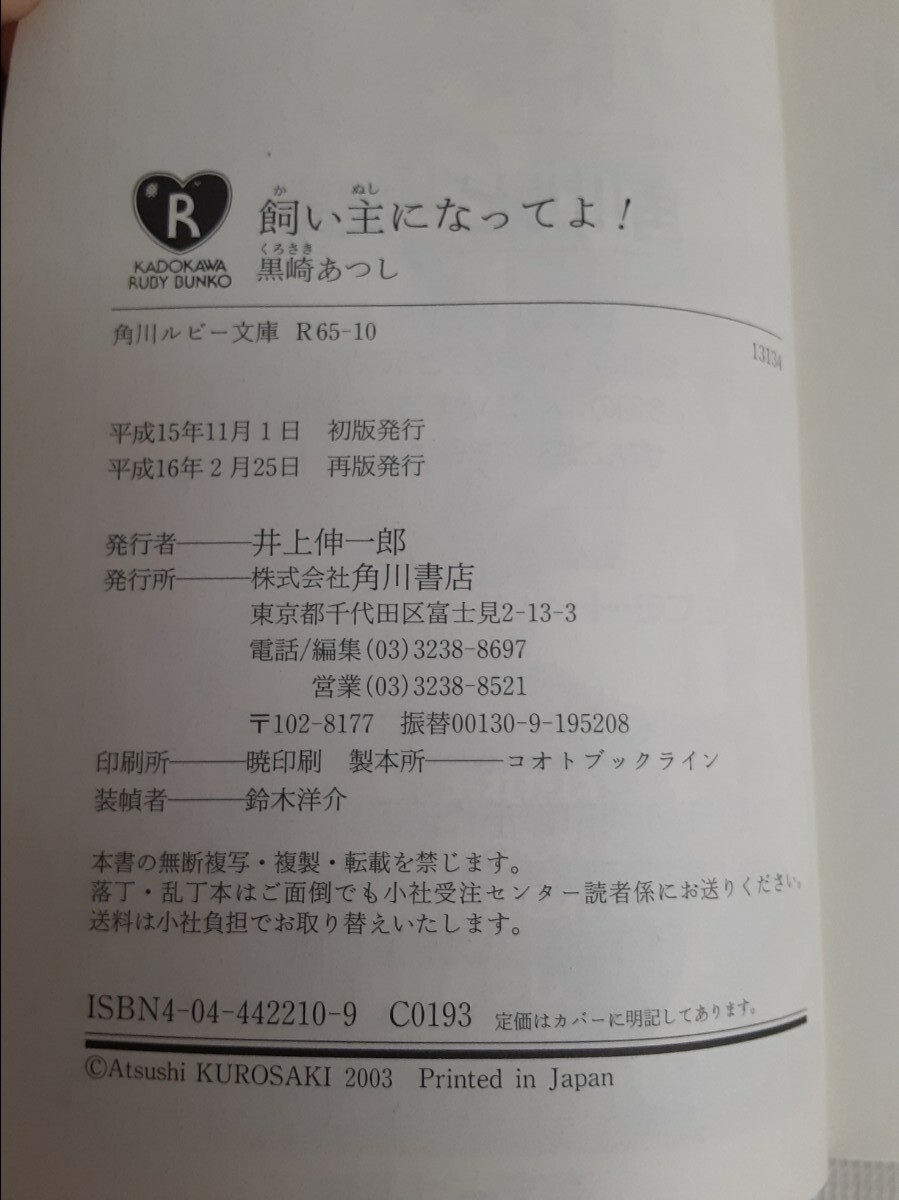 R
KADOKAWA
RUBY BUNKO
飼い主になってよ!
か ぬし
黒崎あつし
くろさき
角川ルビー文庫 R65-10
13134
平成15年11月1日 初版発行
平成16年2月25日 再版発行
発行者――井上伸一郎
発行所――株式会社角川書店
東京都千代田区富士見2-13-3
電話/編集(03)3238-8697
営業(03)3238-8521
〒102-8177 振替00130-9-195208
印刷所――暁印刷 製本所――コオトブックライン
装幀者――鈴木洋介
本書の無断複写・複製・転載を禁じます。
落丁・乱丁本はご面倒でも小社受注センター読者係にお送りください。
送料は小社負担でお取り替えいたします。
ISBN4-04-442210-9 C0193 定価はカバーに明記してあります。
©Atsushi KUROSAKI 2003 Printed in Japan